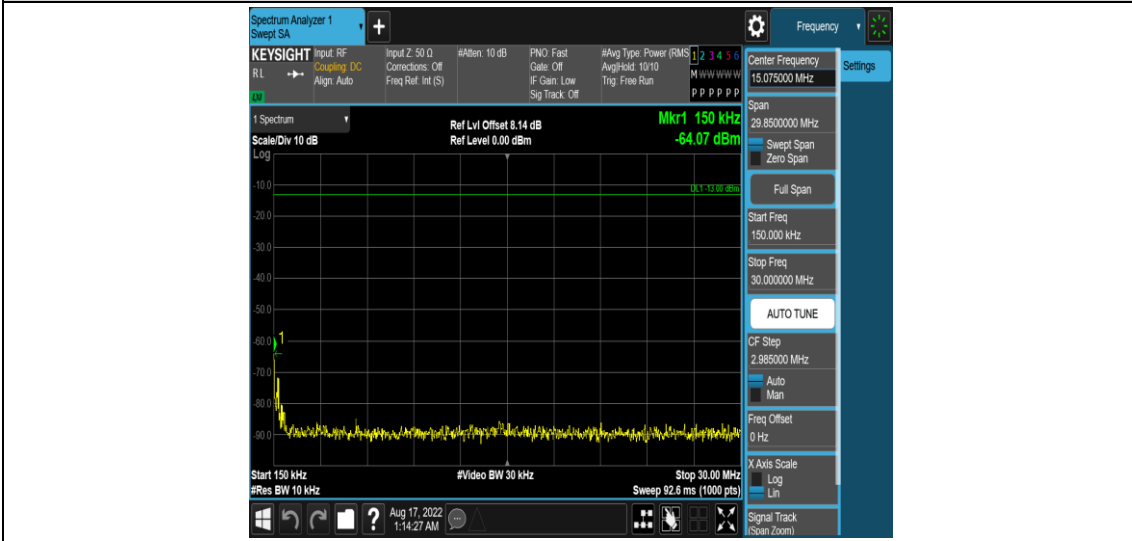 Spectrum Analyzer 1
Swept SA
+
Frequency
KEYSIGHT
RL
Input: RF
Coupling: DC
Align: Auto
Input Z: 50 Ω
Corrections: Off
Freq Ref: Int (S)
#Atten: 10 dB
PNO: Fast
Gate: Off
IF Gain: Low
Sig Track: Off
#Avg Type: Power (RMS
Avg|Hold: 10/10
Trig: Free Run
1 2 3 4 5 6
M W W W W W
P P P P P P
1 Spectrum
Scale/Div 10 dB
Log
Ref Lvl Offset 8.14 dB
Ref Level 0.00 dBm
Mkr1 150 kHz
-64.07 dBm
DL1 -13.00 dBm
-10.0
-20.0
-30.0
-40.0
-50.0
-60.0
-70.0
-80.0
-90.0
1
Start 150 kHz
#Res BW 10 kHz
#Video BW 30 kHz
Stop 30.00 MHz
Sweep 92.6 ms (1000 pts)
Center Frequency
15.075000 MHz
Settings
Span
29.8500000 MHz
Swept Span
Zero Span
Full Span
Start Freq
150.000 kHz
Stop Freq
30.000000 MHz
AUTO TUNE
CF Step
2.985000 MHz
Auto
Man
Freq Offset
0 Hz
X Axis Scale
Log
Lin
Signal Track
(Span Zoom)
?
Aug 17, 2022
1:14:27 AM